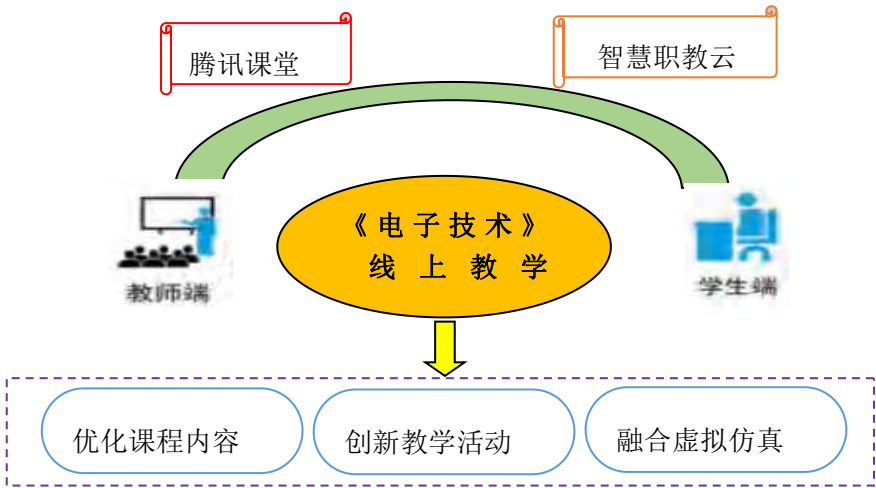 腾讯课堂
智慧职教云
《电子技术》
线上教学
教师端
学生端
优化课程内容
创新教学活动
融合虚拟仿真